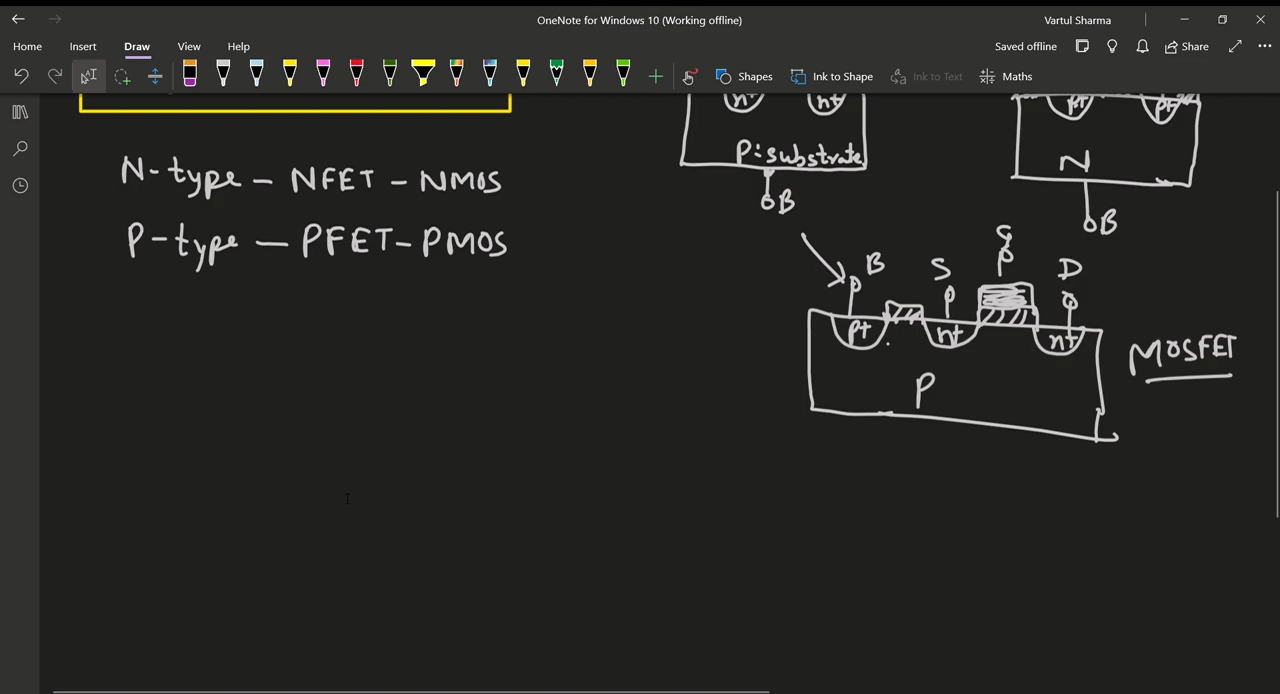 OneNote for Windows 10 (Working offline)
Vartul Sharma
Home Insert Draw View Help
Saved offline
Share
Shapes
Ink to Shape
Ink to Text
Maths
n+ n+
P:substrate
B
p+ p+
N
B
N-type - NFET - NMOS
P-type - PFET - PMOS
B S G D
p+ n+ n+
P
MOSFET